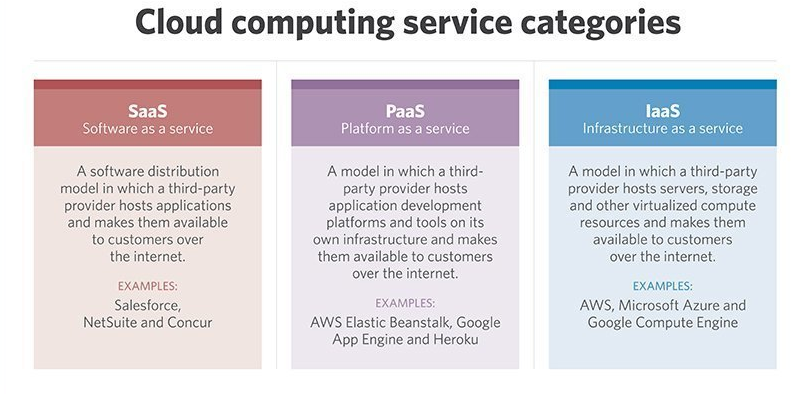 Cloud computing service categories
SaaS
Software as a service
A software distribution
model in which a third-party
provider hosts applications
and makes them available
to customers over
the internet.
EXAMPLES:
Salesforce,
NetSuite and Concur
PaaS
Platform as a service
A model in which a third-
party provider hosts
application development
platforms and tools on its
own infrastructure and makes
them available to customers
over the internet.
EXAMPLES:
AWS Elastic Beanstalk, Google
App Engine and Heroku
IaaS
Infrastructure as a service
A model in which a third-party
provider hosts servers, storage
and other virtualized compute
resources and makes them
available to customers
over the internet.
EXAMPLES:
AWS, Microsoft Azure and
Google Compute Engine